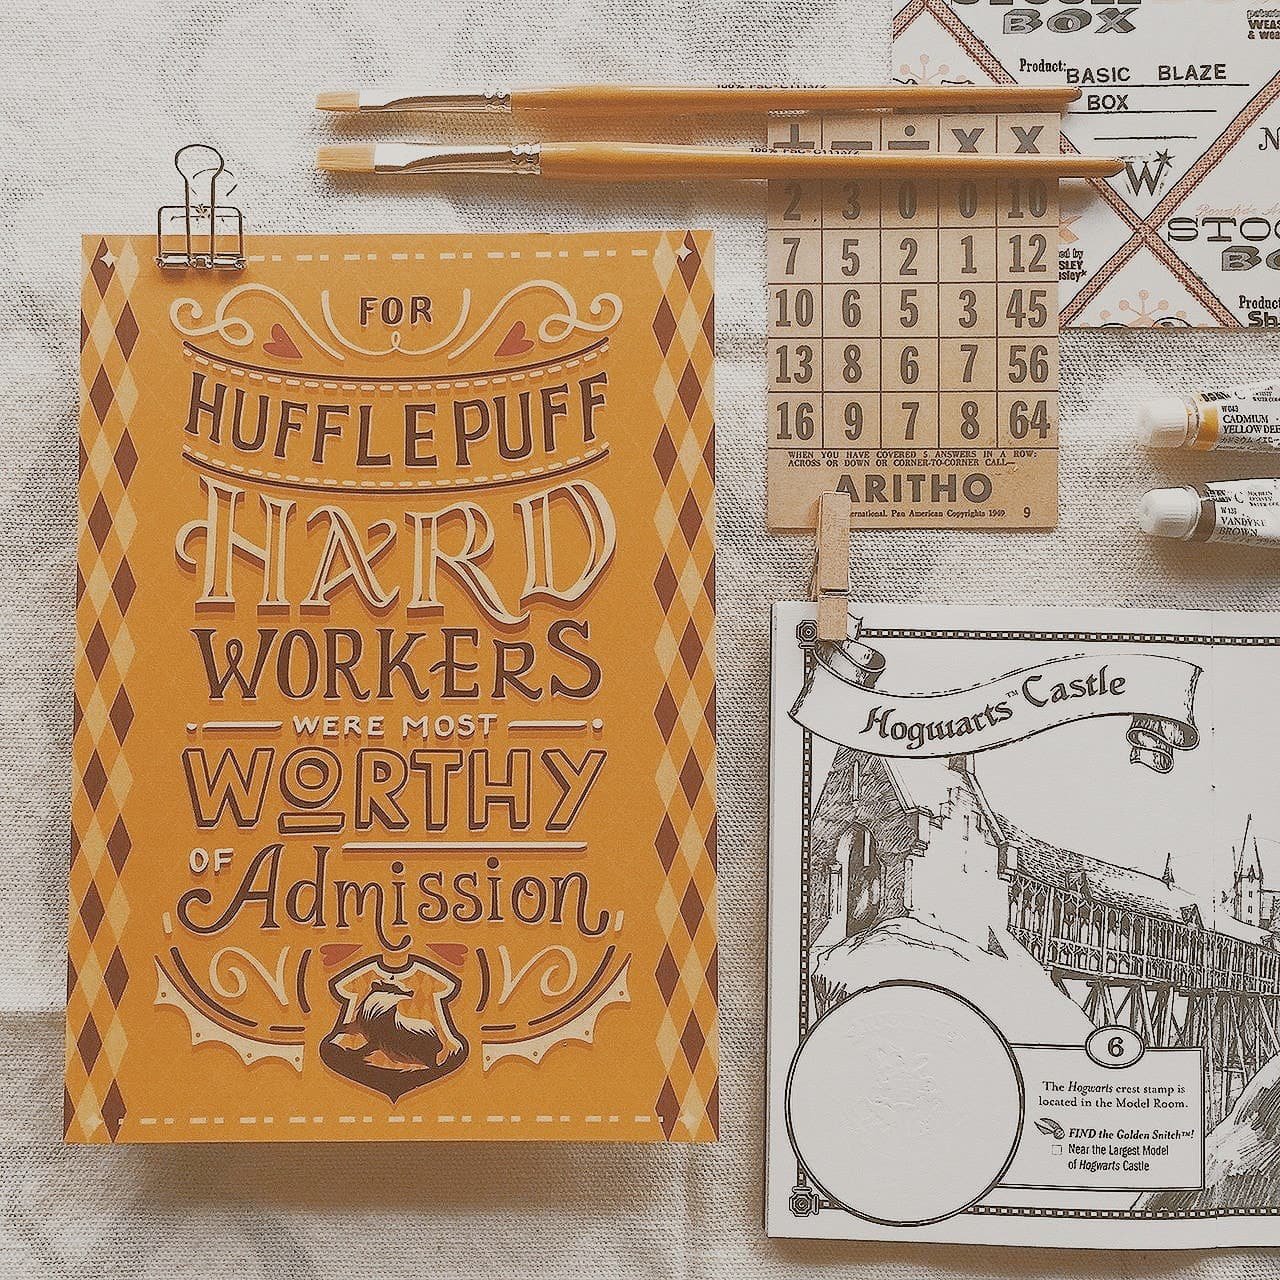 FOR
HUFFLEPUFF
HARD
WORKERS
WERE MOST
WORTHY
OF Admission
BOX
Product: BASIC BLAZE
BOX
W
STOC
Product
Sh
+ − ÷ X X
2 3 0 0 10
7 5 2 1 12
10 6 5 3 45
13 8 6 7 56
16 9 7 8 64
WHEN YOU HAVE COVERED 5 ANSWERS IN A ROW:
ACROSS OR DOWN OR CORNER-TO-CORNER CALL
ARITHO
ernational. Pan American Copyrights 1949 9
CADMIUM
YELLOW DEE
VANDYKE
BROWN
Hogwarts™ Castle
6
The Hogwarts crest stamp is
located in the Model Room.
FIND the Golden Snitch™!
Near the Largest Model
of Hogwarts Castle